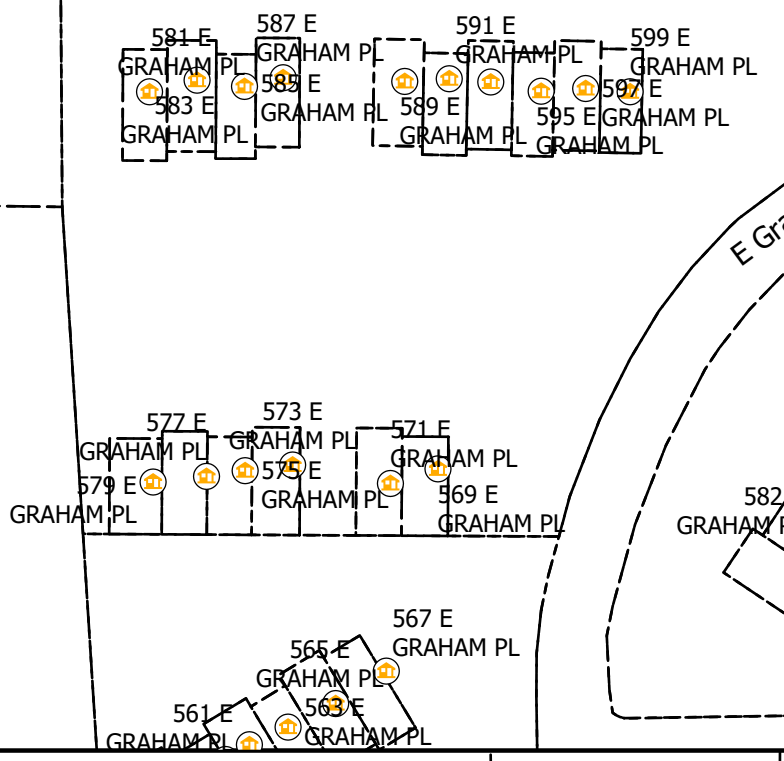 587 E
GRAHAM PL
581 E
GRAHAM PL
585 E
GRAHAM PL
583 E
GRAHAM PL
591 E
GRAHAM PL
599 E
GRAHAM PL
589 E
GRAHAM PL
597 E
GRAHAM PL
595 E
GRAHAM PL
E Gra
573 E
GRAHAM PL
577 E
GRAHAM PL
571 E
GRAHAM PL
575 E
GRAHAM PL
579 E
GRAHAM PL
569 E
GRAHAM PL
582
GRAHAM P
567 E
GRAHAM PL
565 E
GRAHAM PL
563 E
GRAHAM PL
561 E
GRAHAM PL